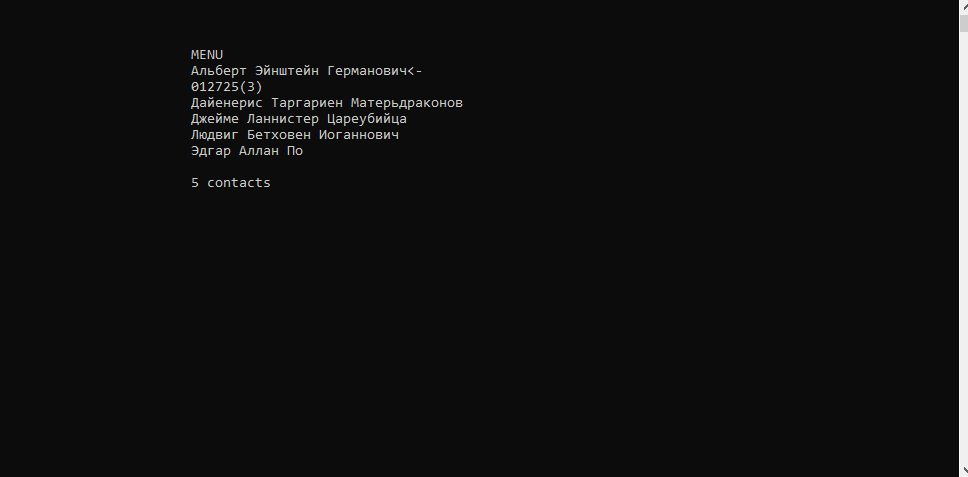 MENU
Альберт Эйнштейн Германович<-
012725(3)
Дайенерис Таргариен Матерьдраконов
Джейме Ланнистер Цареубийца
Людвиг Бетховен Иоганнович
Эдгар Аллан По
5 contacts